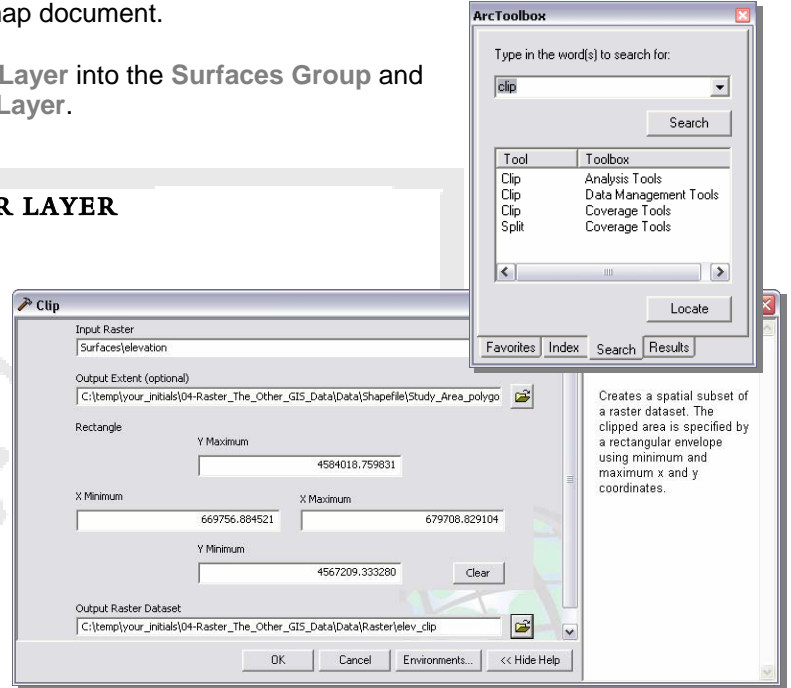 map document.
Layer into the Surfaces Group and
Layer.
R LAYER
ArcToolbox
Type in the word(s) to search for:
clip
Search
Tool Toolbox
Clip Analysis Tools
Clip Data Management Tools
Clip Coverage Tools
Split Coverage Tools
Locate
Favorites Index Search Results
Clip
Input Raster
Surfaces\elevation
Output Extent (optional)
C:\temp\your_initials\04-Raster_The_Other_GIS_Data\Data\Shapefile\Study_Area_polygo
Rectangle
Y Maximum
4584018.759831
X Minimum X Maximum
669756.884521 679708.829104
Y Minimum
4567209.333280
Clear
Output Raster Dataset
C:\temp\your_initials\04-Raster_The_Other_GIS_Data\Data\Raster\elev_clip
OK Cancel Environments... << Hide Help
Creates a spatial subset of
a raster dataset. The
clipped area is specified by
a rectangular envelope
using minimum and
maximum x and y
coordinates.